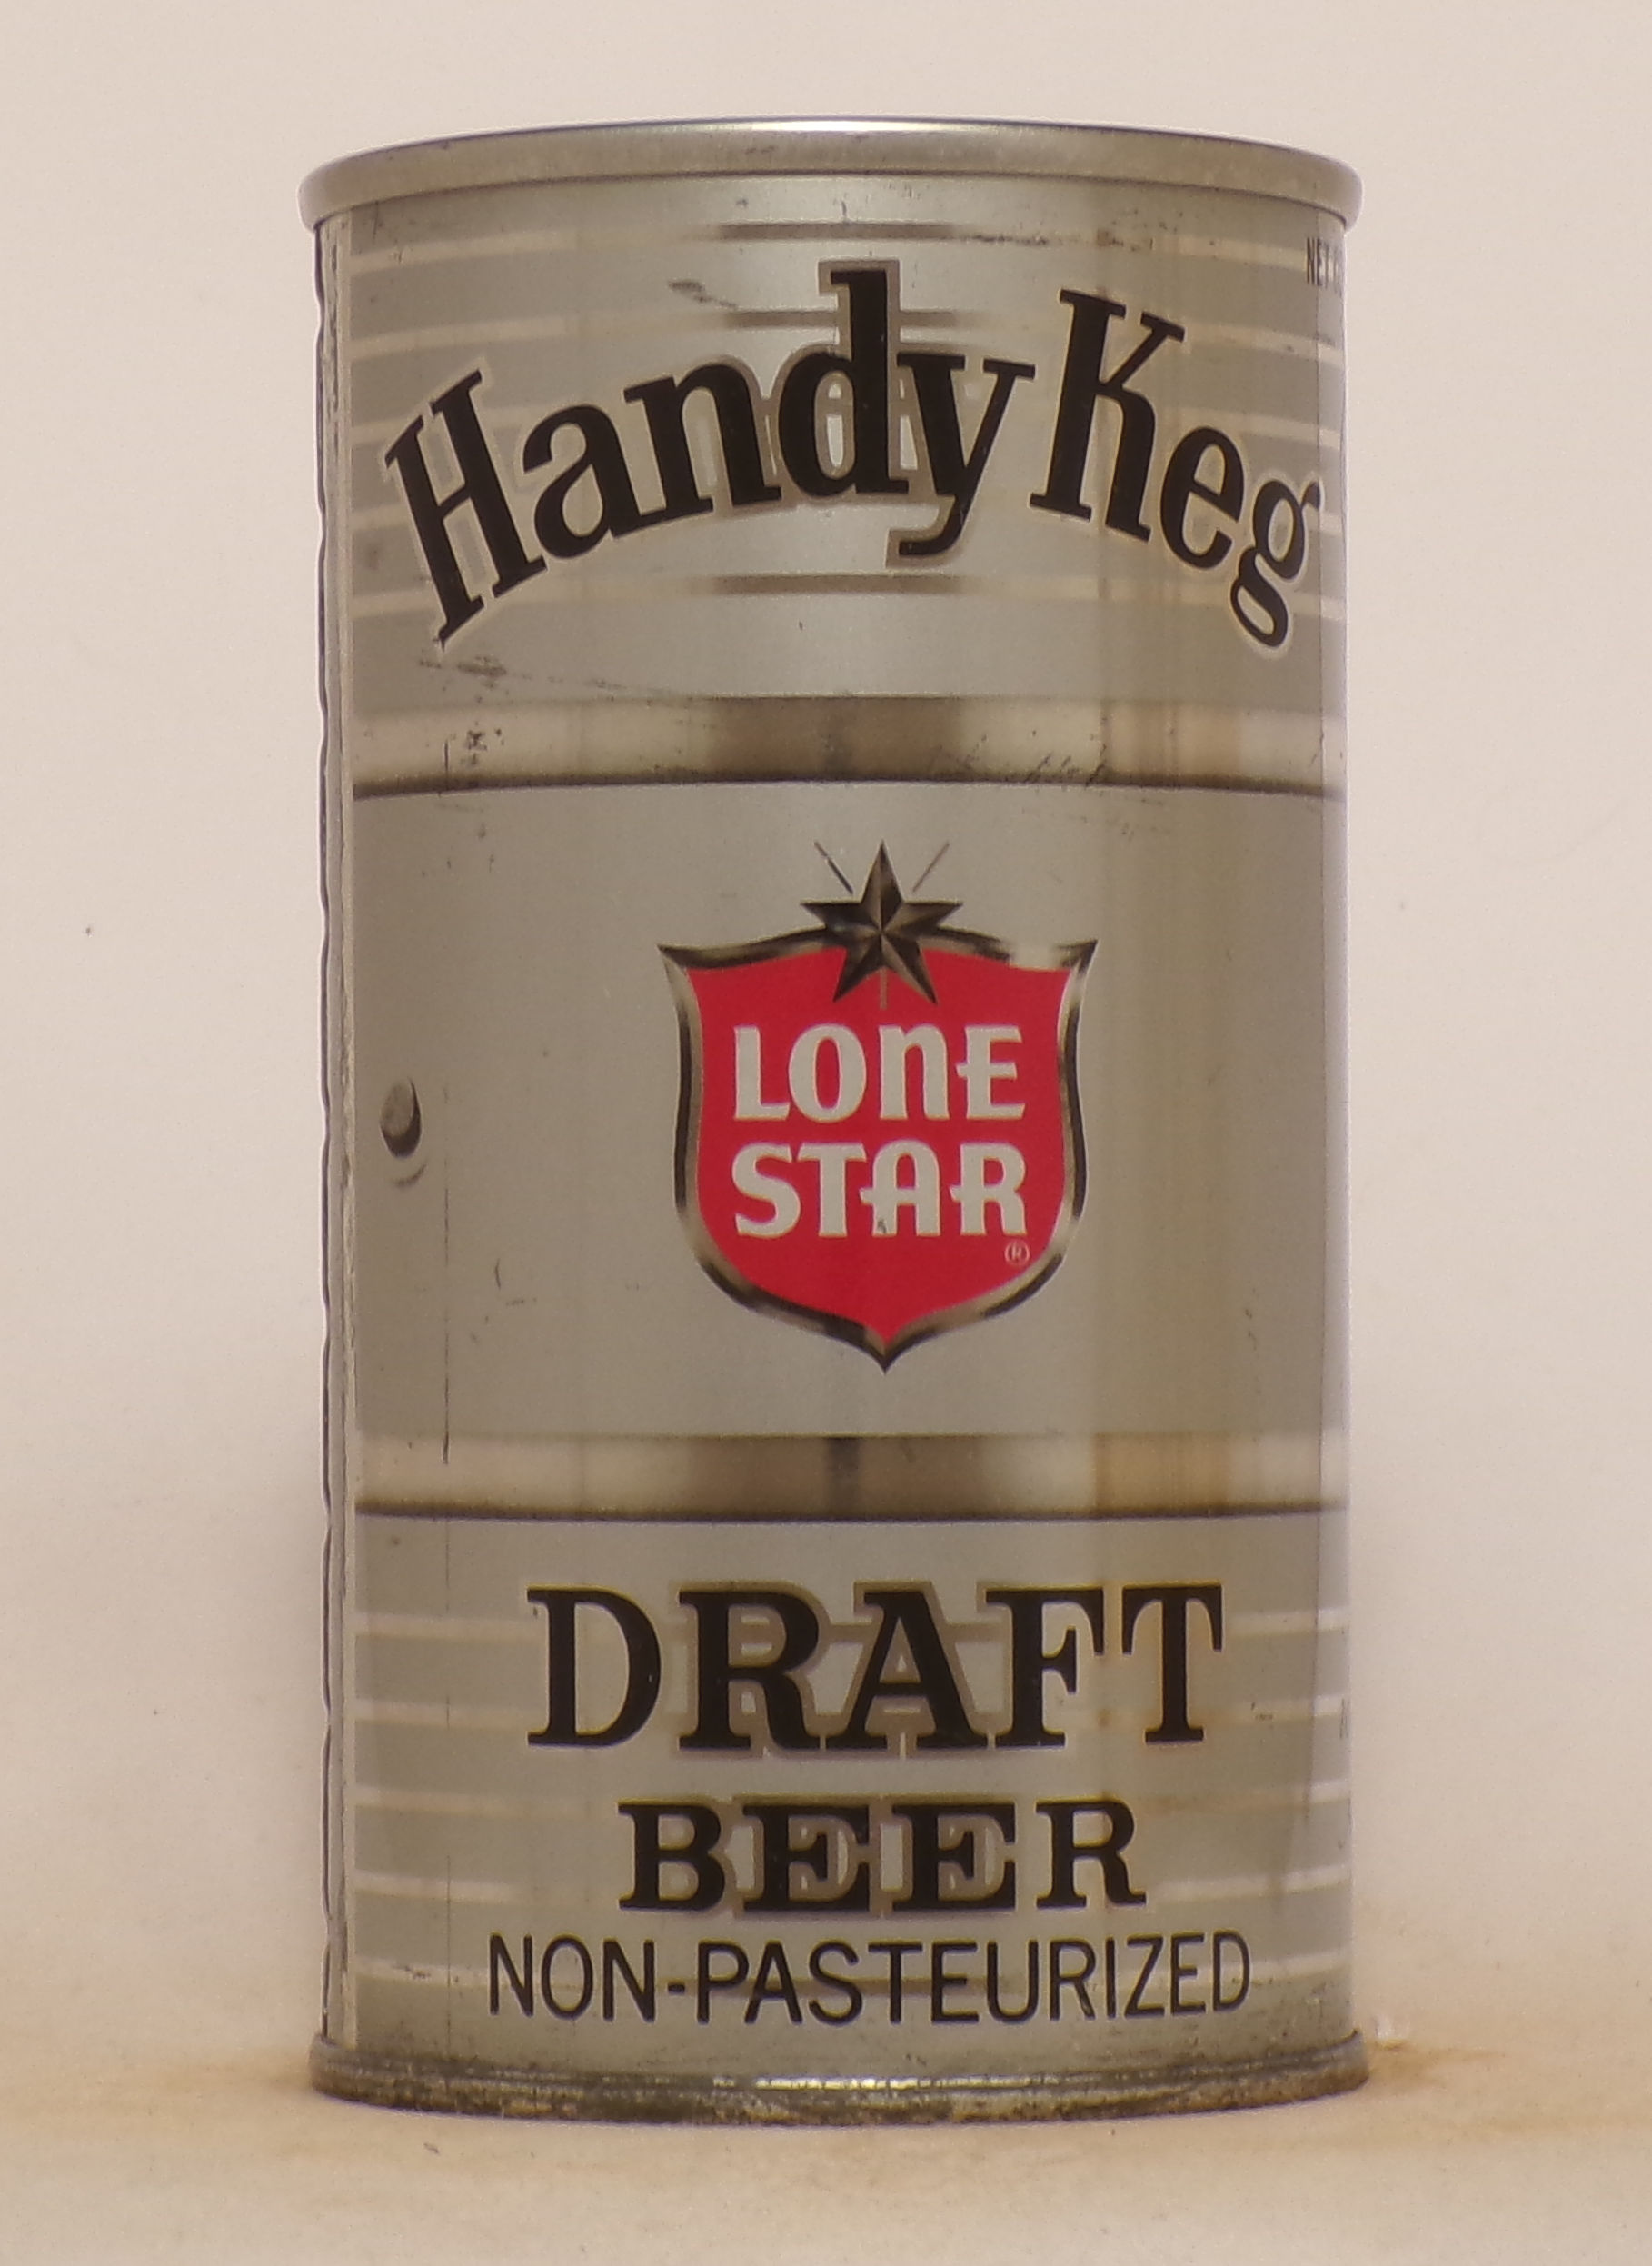 Handy Keg
LONE
STAR
®
DRAFT
BEER
NON-PASTEURIZED